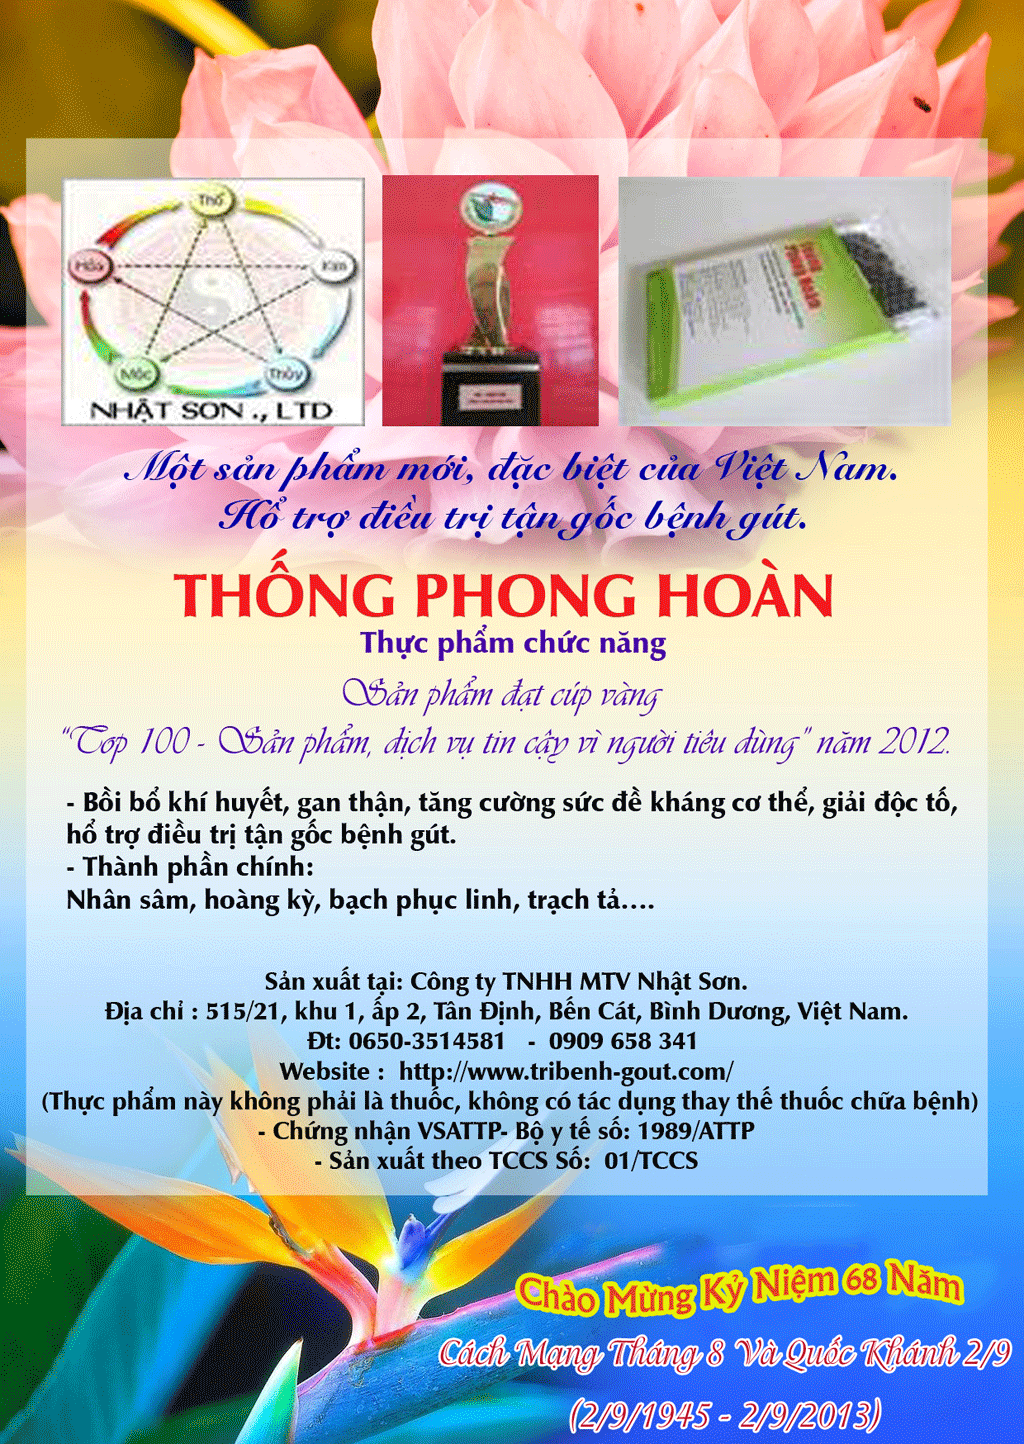 Thổ
Hỏa
Kim
Mộc
Thủy
NHẬT SƠN ., LTD
Thống
Phong Hoàn
Một sản phẩm mới, đặc biệt của Việt Nam.
Hổ trợ điều trị tận gốc bệnh gút.
THỐNG PHONG HOÀN
Thực phẩm chức năng
Sản phẩm đạt cúp vàng
“Top 100 - Sản phẩm, dịch vụ tin cậy vì người tiêu dùng” năm 2012.
- Bồi bổ khí huyết, gan thận, tăng cường sức đề kháng cơ thể, giải độc tố,
hổ trợ điều trị tận gốc bệnh gút.
- Thành phần chính:
Nhân sâm, hoàng kỳ, bạch phục linh, trạch tả....
Sản xuất tại: Công ty TNHH MTV Nhật Sơn.
Địa chỉ : 515/21, khu 1, ấp 2, Tân Định, Bến Cát, Bình Dương, Việt Nam.
Đt: 0650-3514581 - 0909 658 341
Website : http://www.tribenh-gout.com/
(Thực phẩm này không phải là thuốc, không có tác dụng thay thế thuốc chữa bệnh)
- Chứng nhận VSATTP- Bộ y tế số: 1989/ATTP
- Sản xuất theo TCCS Số: 01/TCCS
Chào Mừng Kỷ Niệm 68 Năm
Cách Mạng Tháng 8 Và Quốc Khánh 2/9
(2/9/1945 - 2/9/2013)